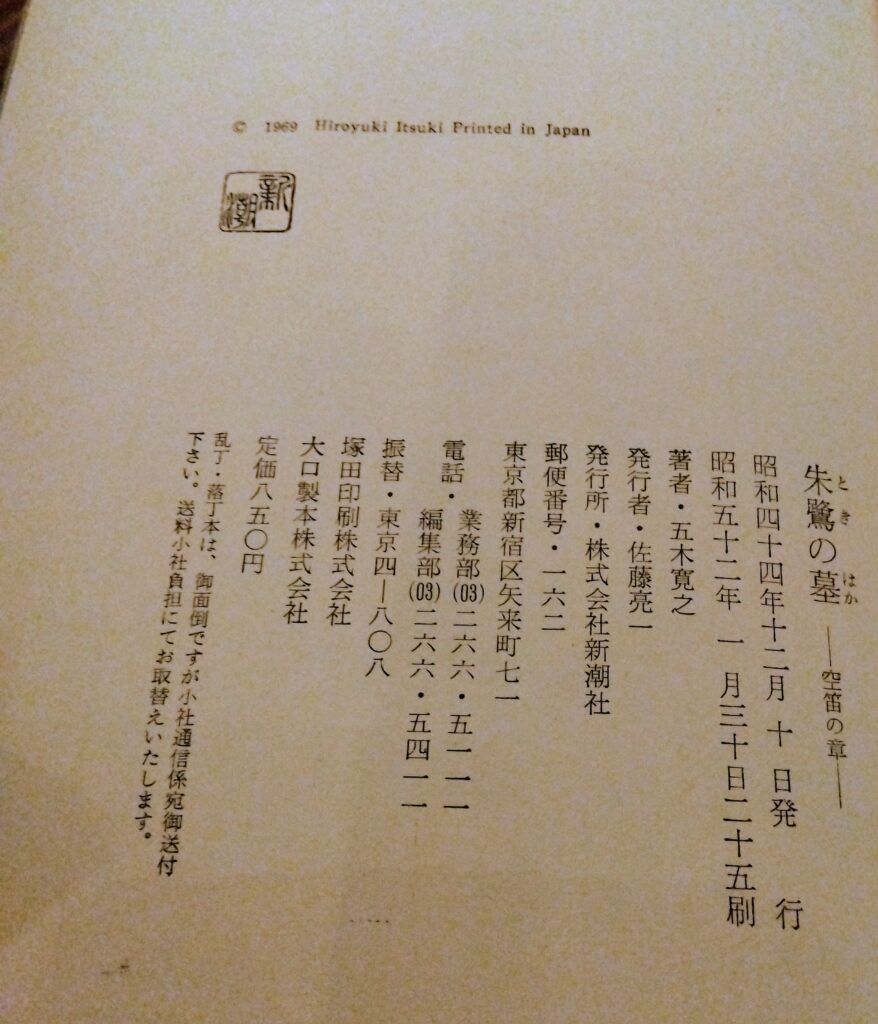 © 1969 Hiroyuki Itsuki Printed in Japan
新潮
朱鷺の墓 ―空笛の章―
とき はか
昭和四十四年十二月 十 日発 行
昭和五十二年 一 月三十日二十五刷
著者・五木寛之
発行者・佐藤亮一
発行所・株式会社新潮社
郵便番号・一六二
東京都新宿区矢来町七一
電話・業務部(03)二六六・五一一一
編集部(03)二六六・五四一一
振替・東京四―八〇八
塚田印刷株式会社
大口製本株式会社
定価八五〇円
乱丁・落丁本は、御面倒ですが小社通信係宛御送付
下さい。送料小社負担にてお取替えいたします。